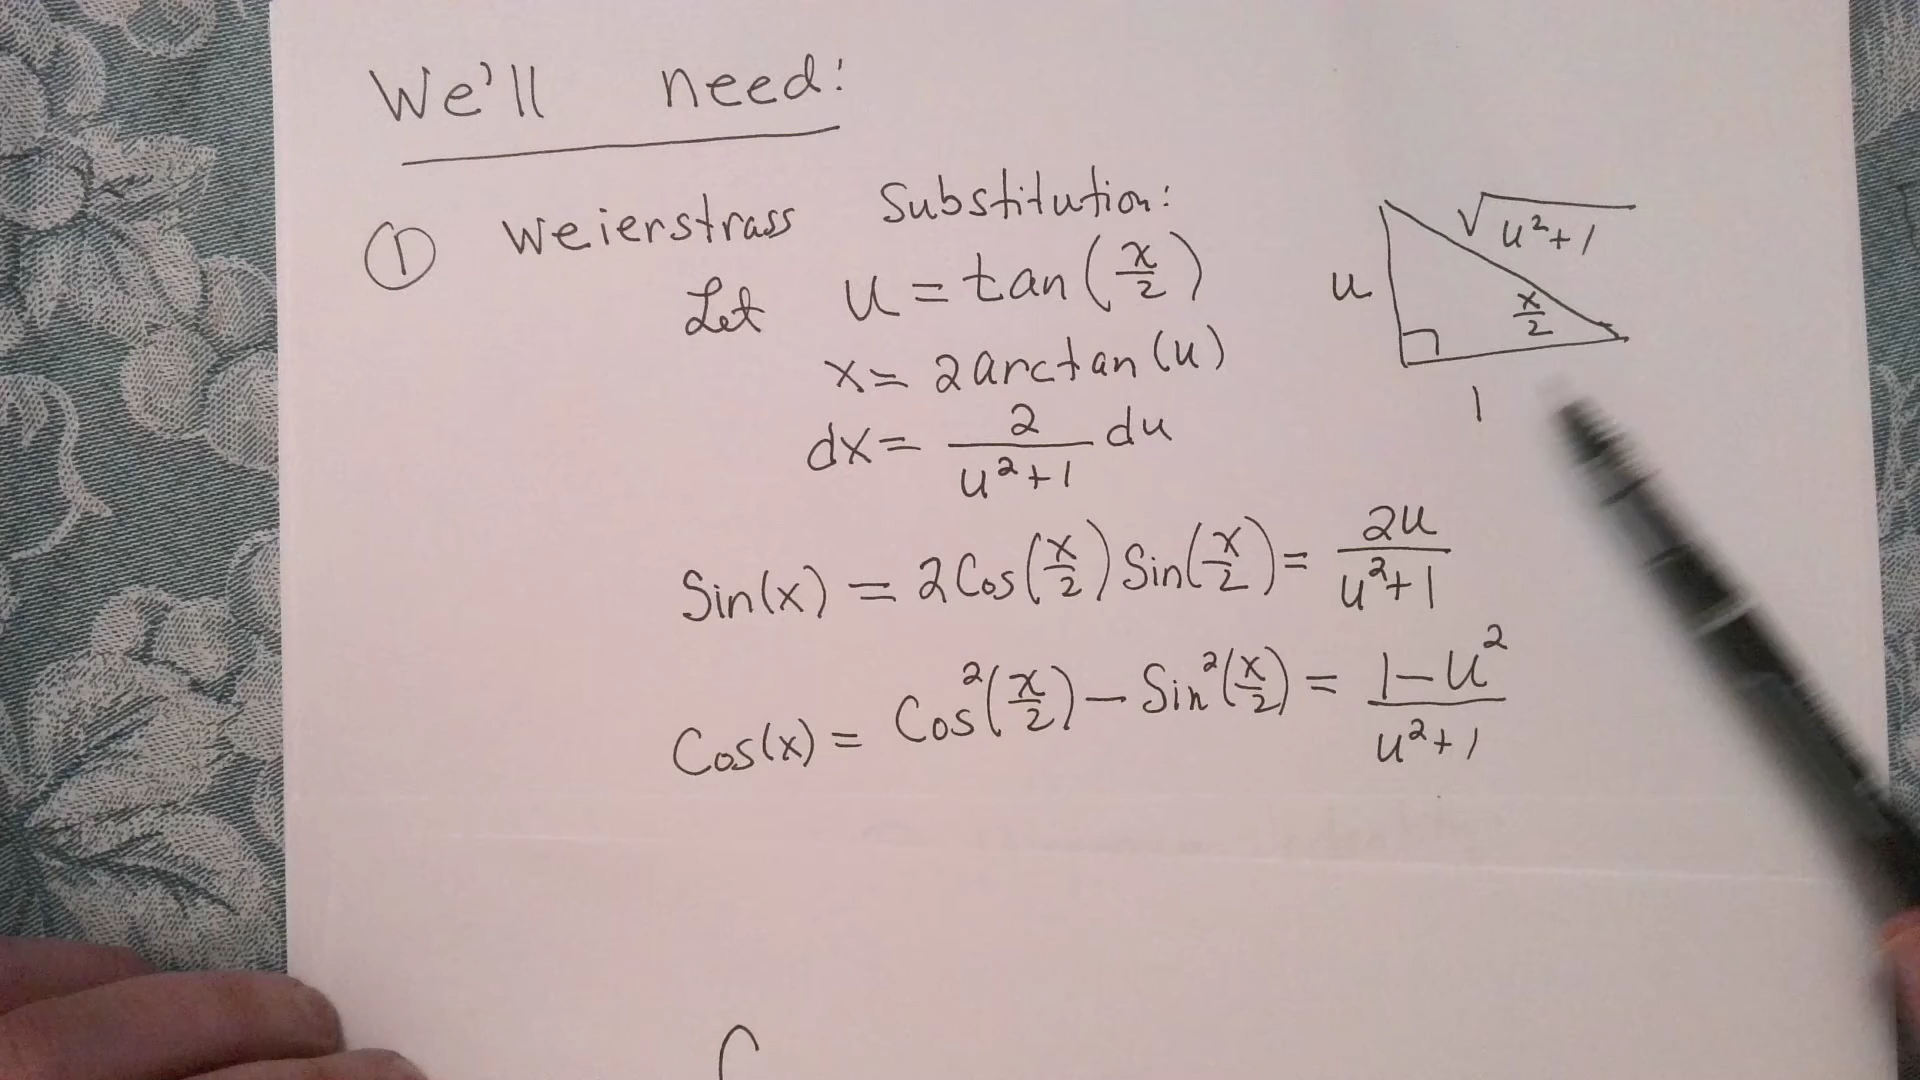 We'll need:
① Weierstrass Substitution:
Let u = tan(x/2)
x = 2arctan(u)
dx = 2/(u²+1) du
Sin(x) = 2Cos(x/2)Sin(x/2) = 2u/(u²+1)
Cos(x) = Cos²(x/2) - Sin²(x/2) = (1-u²)/(u²+1)
√(u²+1)
u
x/2
1